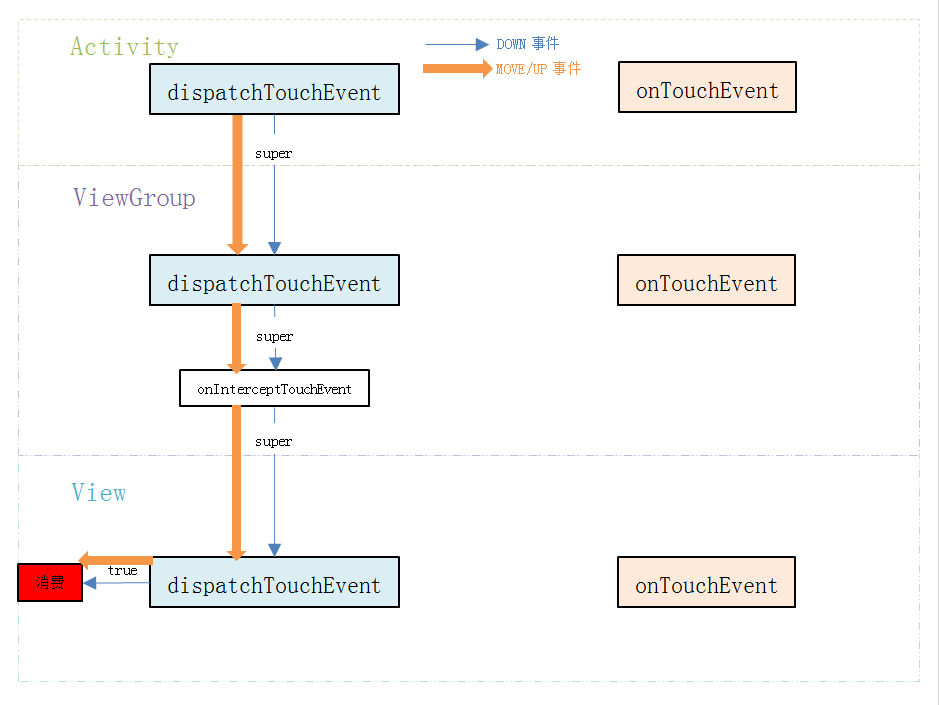 Activity
DOWN 事件
MOVE/UP 事件
dispatchTouchEvent
onTouchEvent
super
ViewGroup
dispatchTouchEvent
onTouchEvent
super
onInterceptTouchEvent
super
View
true
消费
dispatchTouchEvent
onTouchEvent